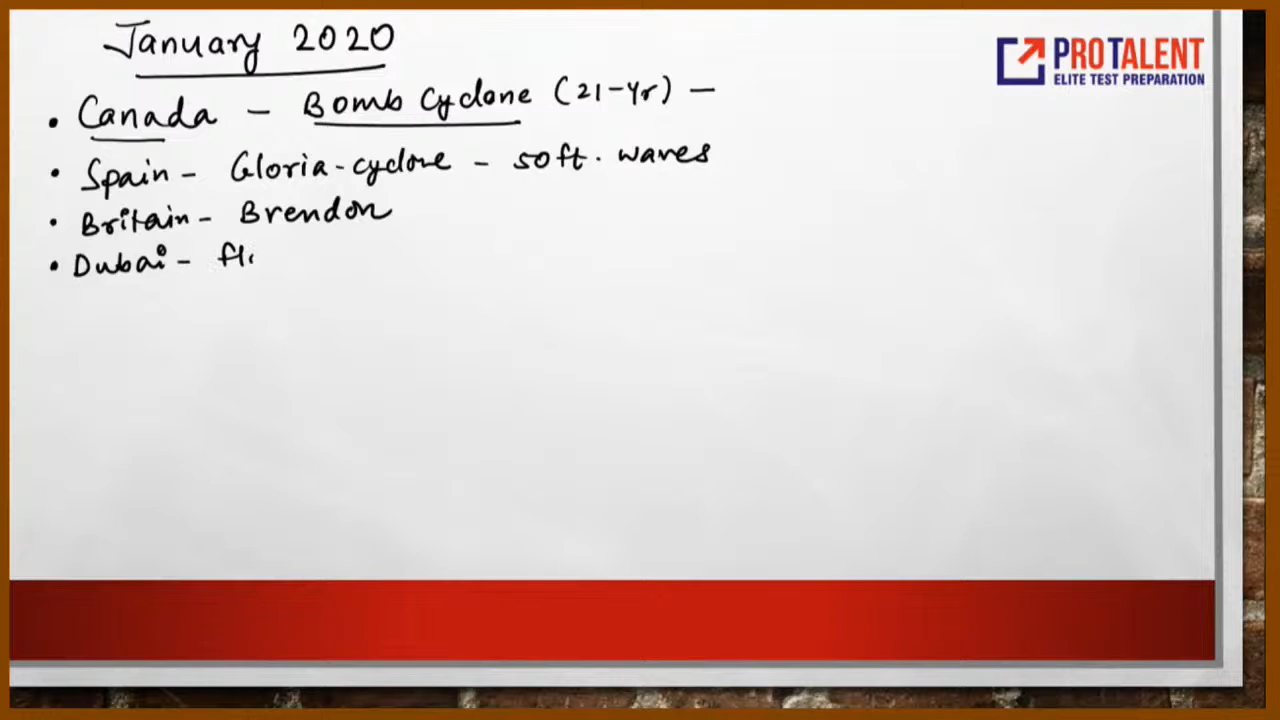 January 2020
PROTALENT
ELITE TEST PREPARATION
• Canada - Bomb Cyclone (21-Yr) -
• Spain - Gloria-cyclone - 50ft. waves
• Britain - Brendon
• Dubai -